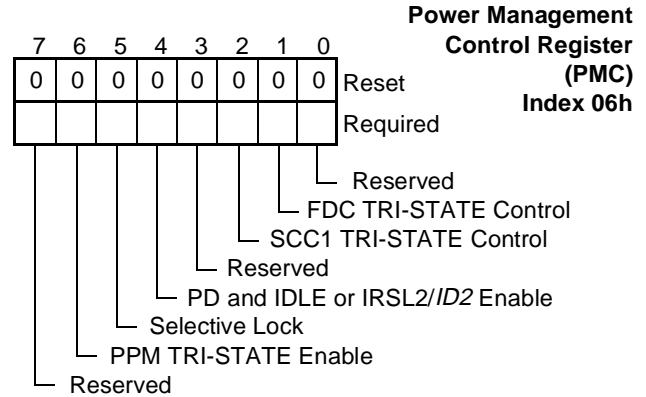 Power Management
Control Register
(PMC)
Index 06h
7 6 5 4 3 2 1 0
0 0 0 0 0 0 0 0 Reset
Required
Reserved
FDC TRI-STATE Control
SCC1 TRI-STATE Control
Reserved
PD and IDLE or IRSL2/ID2 Enable
Selective Lock
PPM TRI-STATE Enable
Reserved